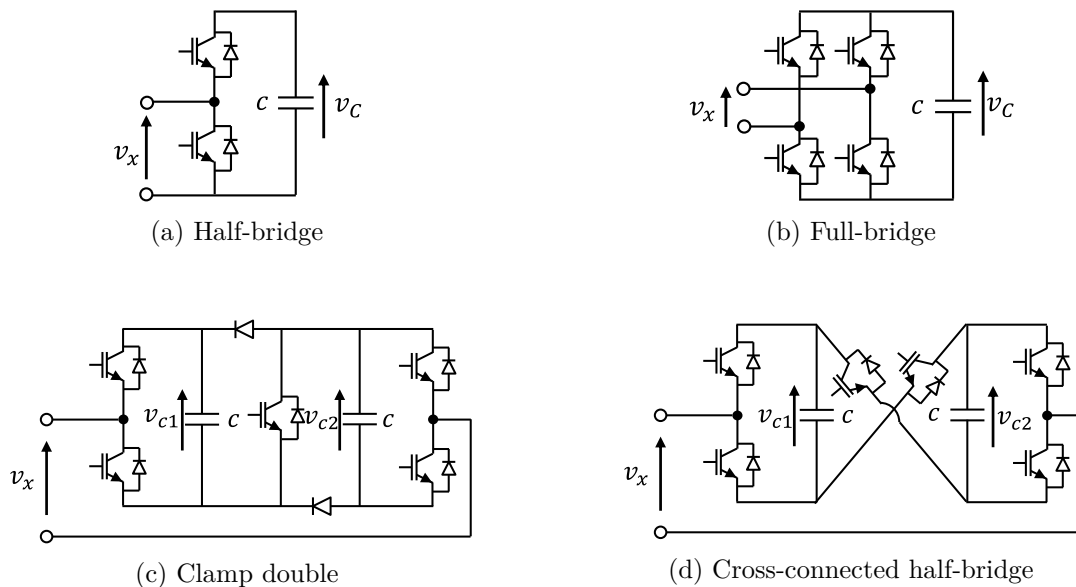 c
v_C
v_x
(a) Half-bridge
v_x
c
v_C
(b) Full-bridge
v_{c1}
c
v_{c2}
c
v_x
(c) Clamp double
v_{c1}
c
c
v_{c2}
v_x
(d) Cross-connected half-bridge